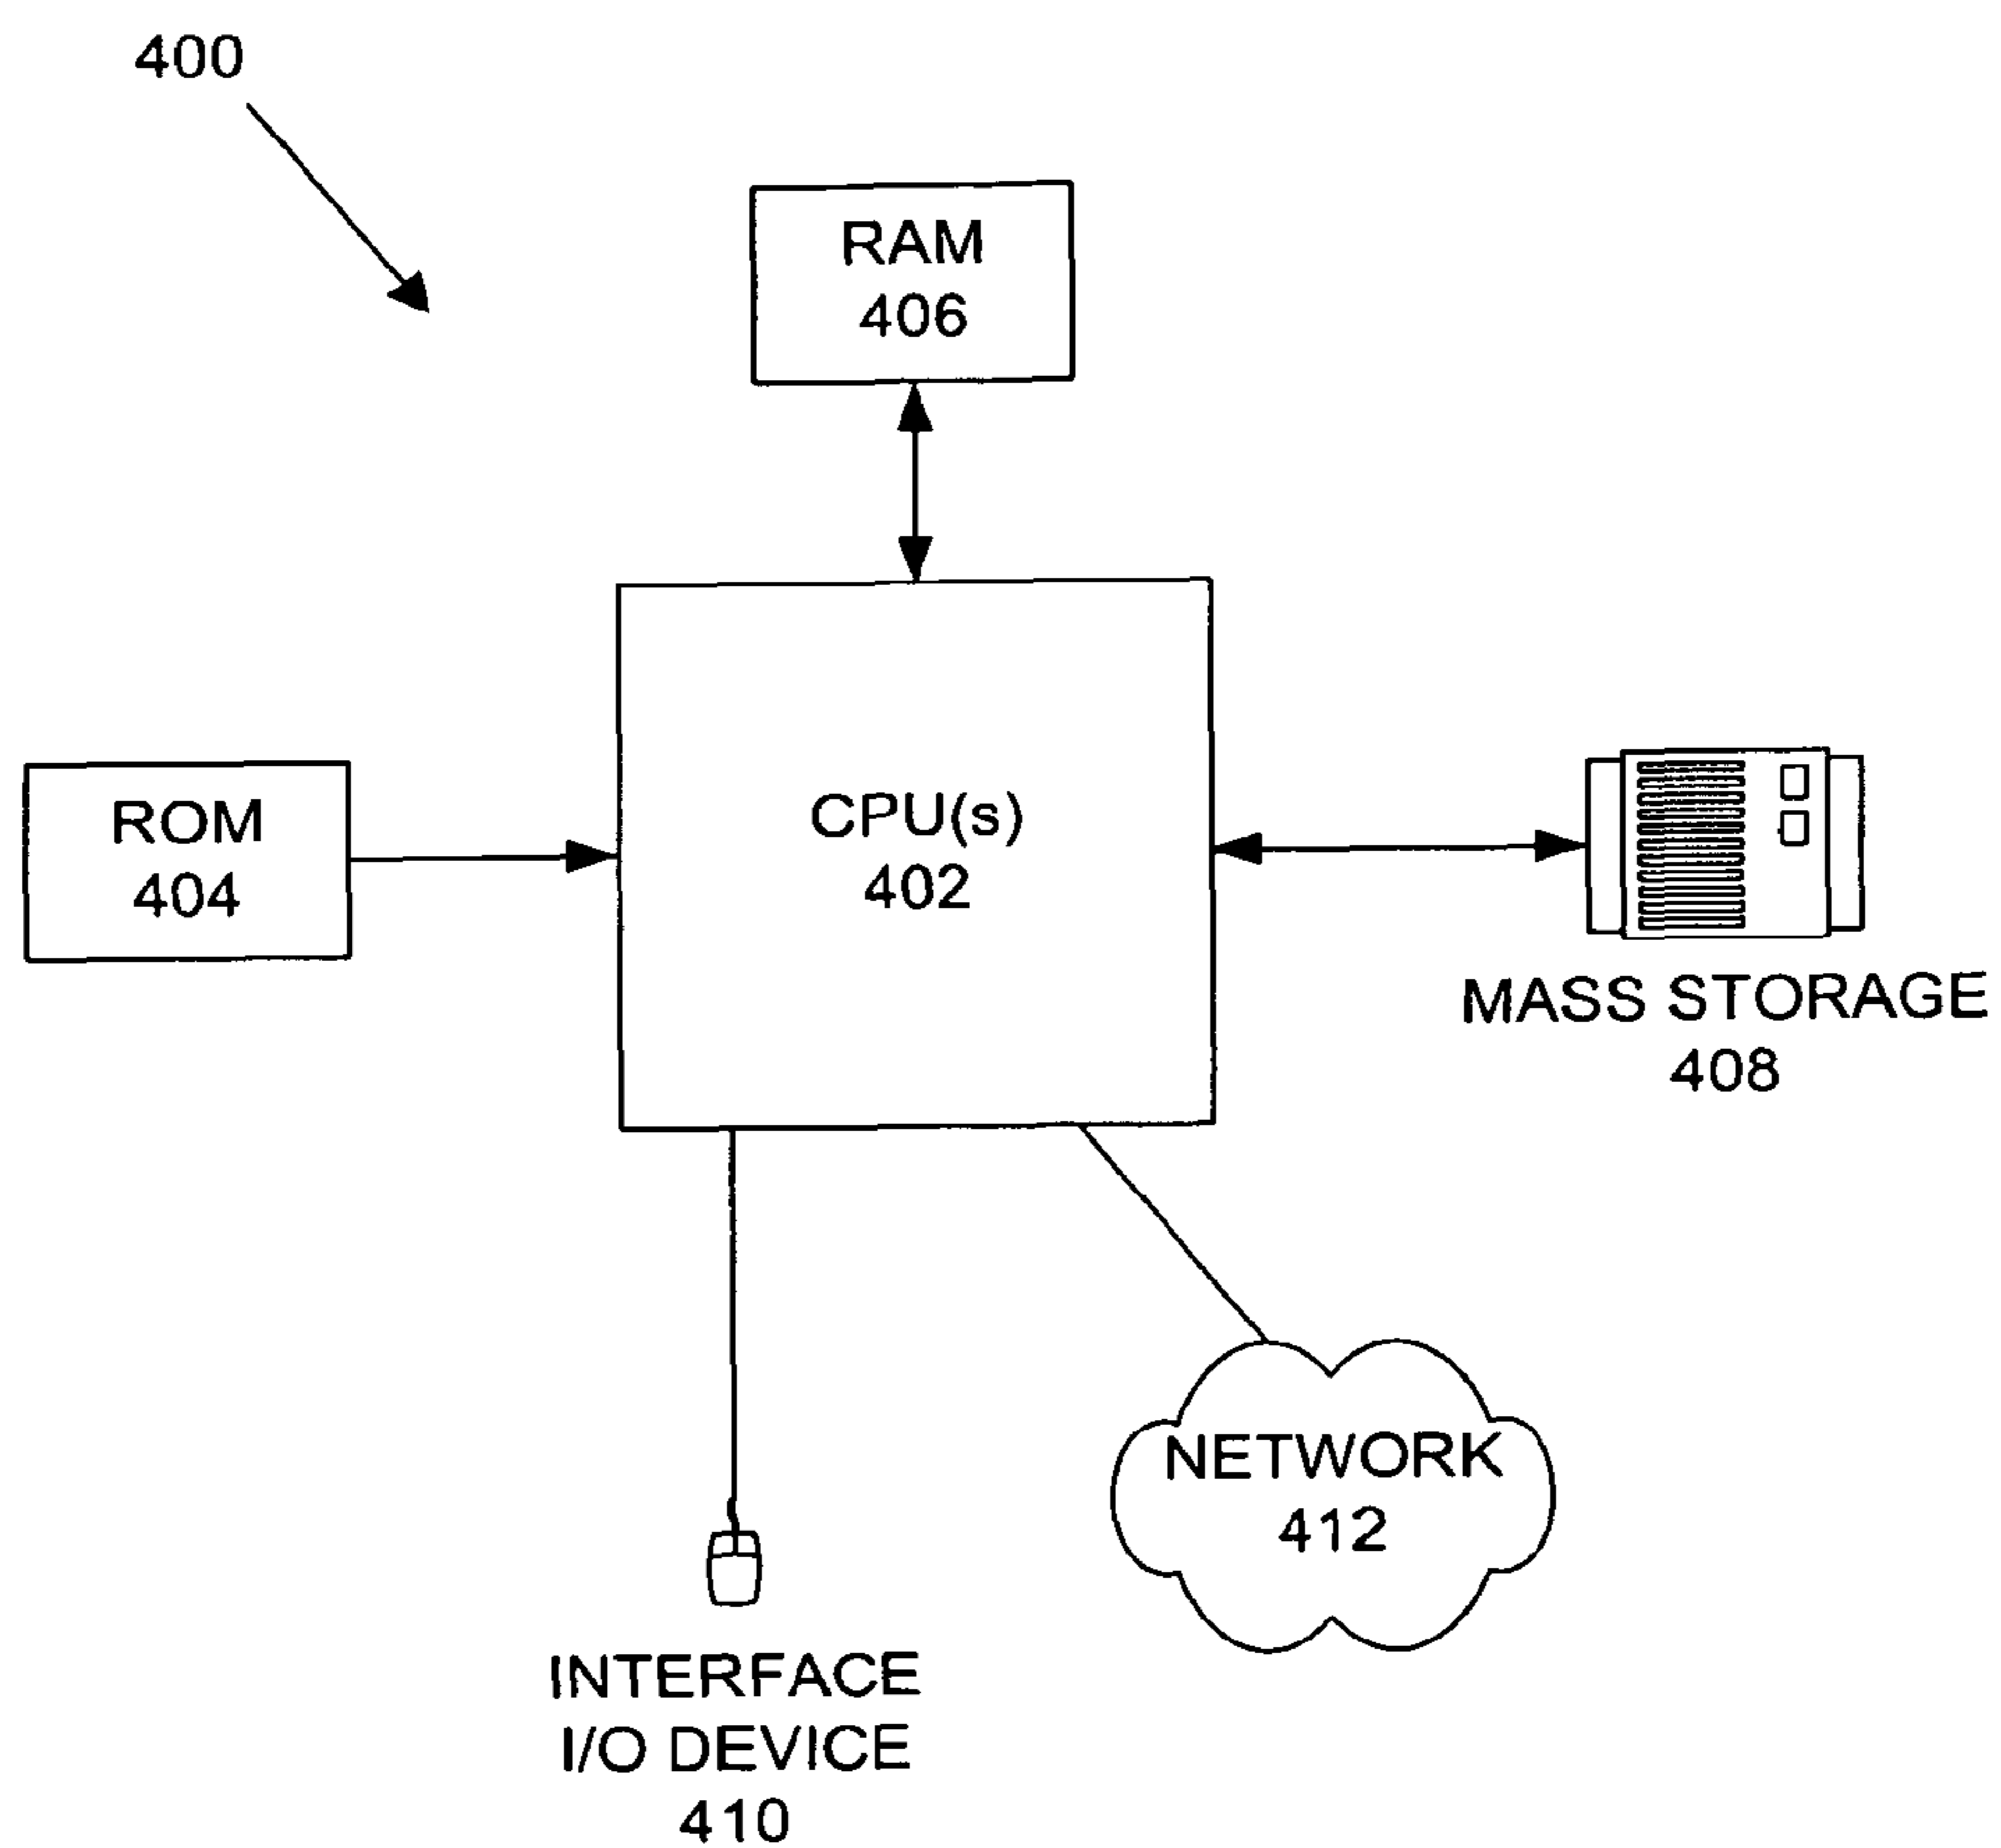 400
RAM
406
ROM
404
CPU(s)
402
MASS STORAGE
408
NETWORK
412
INTERFACE
I/O DEVICE
410